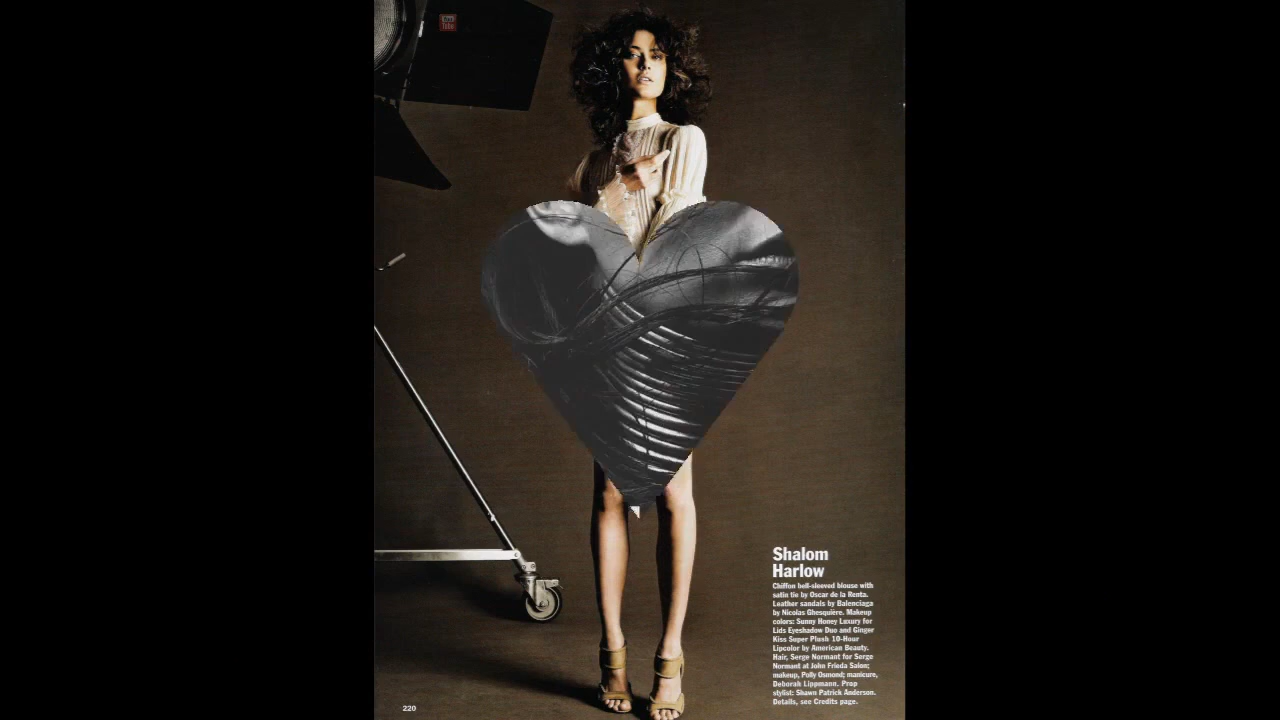 You
Tube
Shalom
Harlow
Chiffon bell-sleeved blouse with
satin tie by Oscar de la Renta.
Leather sandals by Balenciaga
by Nicolas Ghesquière. Makeup
colors: Sunny Honey Luxury for
Lids Eyeshadow Duo and Ginger
Kiss Super Plush 10-Hour
Lipcolor by American Beauty.
Hair, Serge Normant for Serge
Normant at John Frieda Salon;
makeup, Polly Osmond; manicure,
Deborah Lippmann. Prop
stylist: Shawn Patrick Anderson.
Details, see Credits page.
220